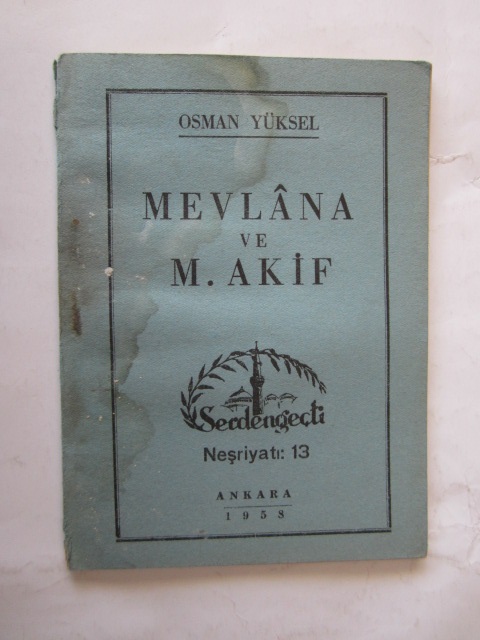 OSMAN YÜKSEL
MEVLÂNA
VE
M. AKİF
Serdengeçti
Neşriyatı: 13
ANKARA
1958